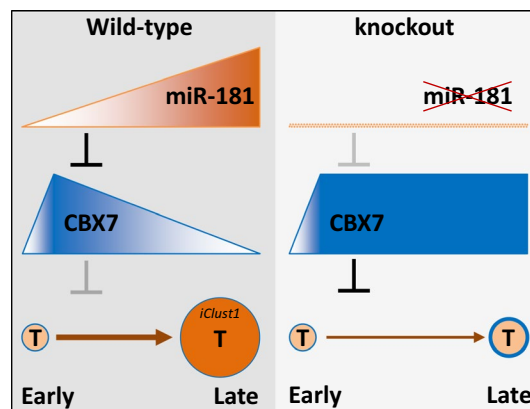 Wild-type
miR-181
CBX7
T
iClust1
T
Early
Late
knockout
miR-181
CBX7
T
T
Early
Late